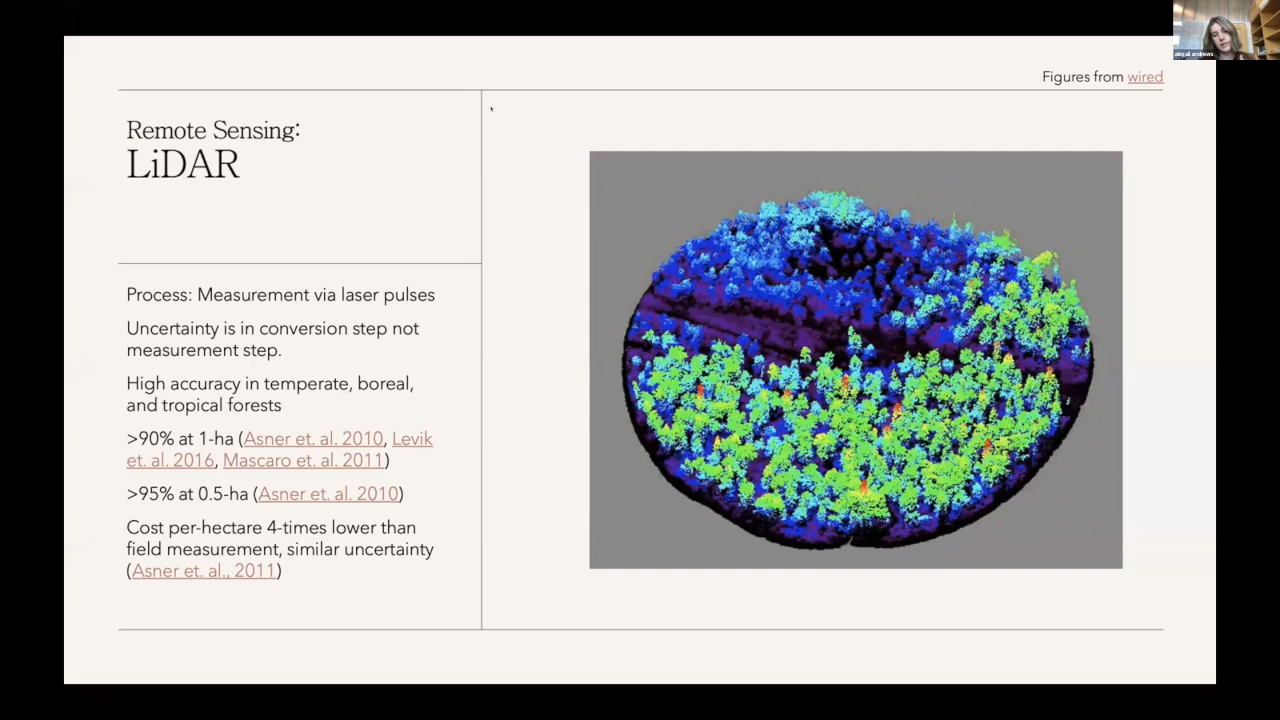 abigail andrews
Figures from wired
Remote Sensing:
LiDAR
Process: Measurement via laser pulses
Uncertainty is in conversion step not
measurement step.
High accuracy in temperate, boreal,
and tropical forests
>90% at 1-ha (Asner et. al. 2010, Levik
et. al. 2016, Mascaro et. al. 2011)
>95% at 0.5-ha (Asner et. al. 2010)
Cost per-hectare 4-times lower than
field measurement, similar uncertainty
(Asner et. al., 2011)